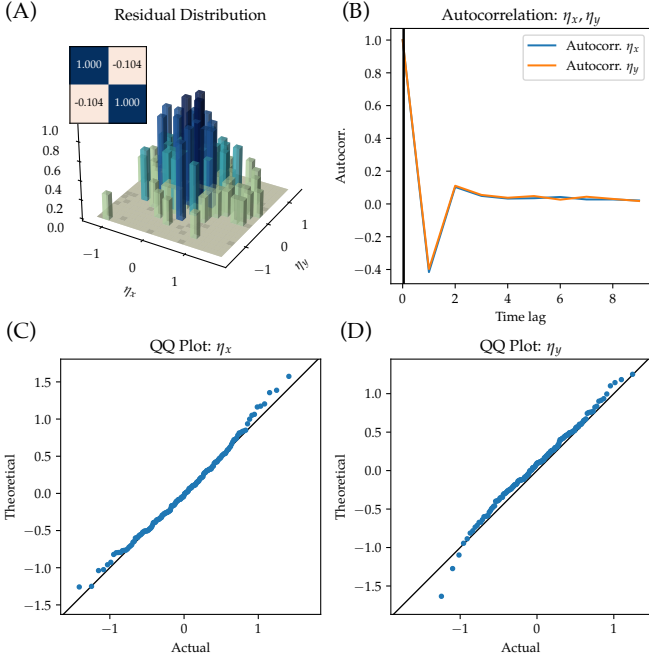 (A)
Residual Distribution
1.000 -0.104
-0.104 1.000
1.0
0.8
0.6
0.4
0.2
0.0
−1 0 1
ηx
−1 0 1
ηy
(B)
Autocorrelation: ηx, ηy
Autocorr. ηx
Autocorr. ηy
1.0
0.8
0.6
0.4
0.2
0.0
−0.2
−0.4
Autocorr.
0 2 4 6 8
Time lag
(C)
QQ Plot: ηx
1.5
1.0
0.5
0.0
−0.5
−1.0
−1.5
Theoretical
−1 0 1
Actual
(D)
QQ Plot: ηy
1.5
1.0
0.5
0.0
−0.5
−1.0
−1.5
Theoretical
−1 0 1
Actual